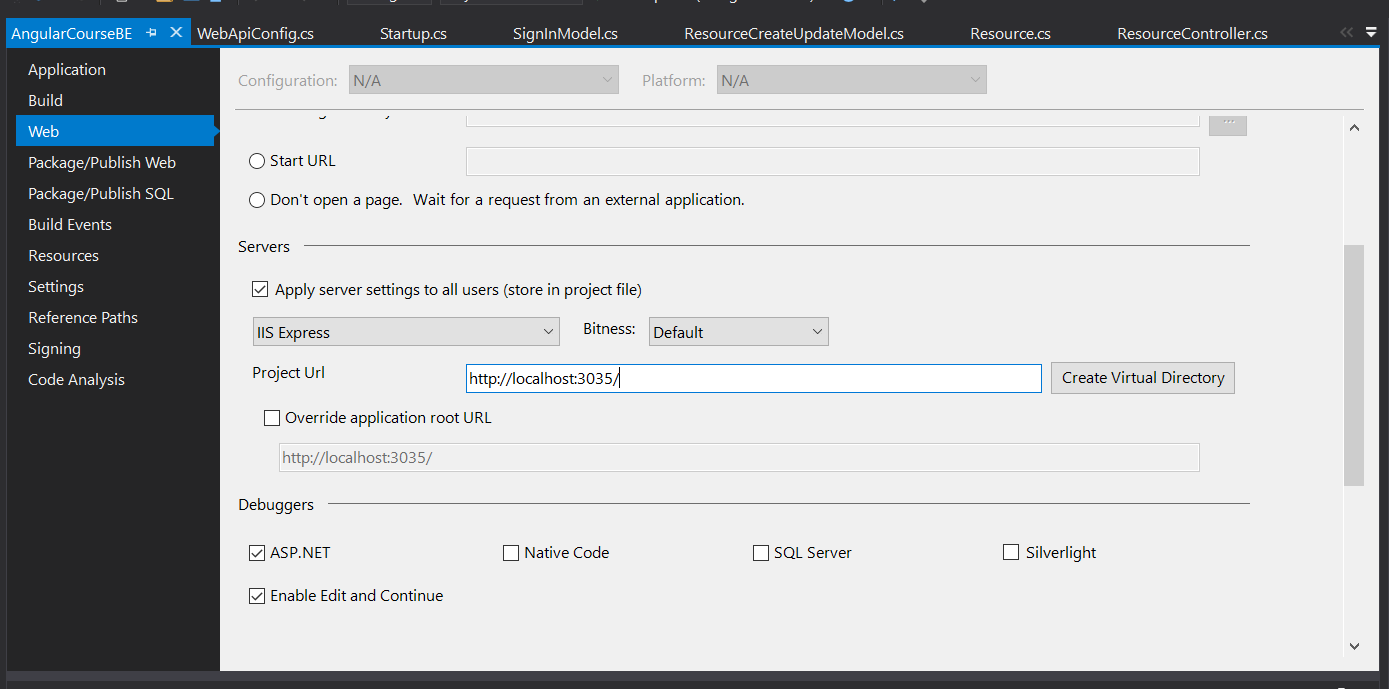 AngularCourseBE WebApiConfig.cs Startup.cs SignInModel.cs ResourceCreateUpdateModel.cs Resource.cs ResourceController.cs
Application
Build
Web
Package/Publish Web
Package/Publish SQL
Build Events
Resources
Settings
Reference Paths
Signing
Code Analysis
Configuration: N/A Platform: N/A
...
Start URL
Don't open a page. Wait for a request from an external application.
Servers
Apply server settings to all users (store in project file)
IIS Express Bitness: Default
Project Url http://localhost:3035/ Create Virtual Directory
Override application root URL
http://localhost:3035/
Debuggers
ASP.NET Native Code SQL Server Silverlight
Enable Edit and Continue